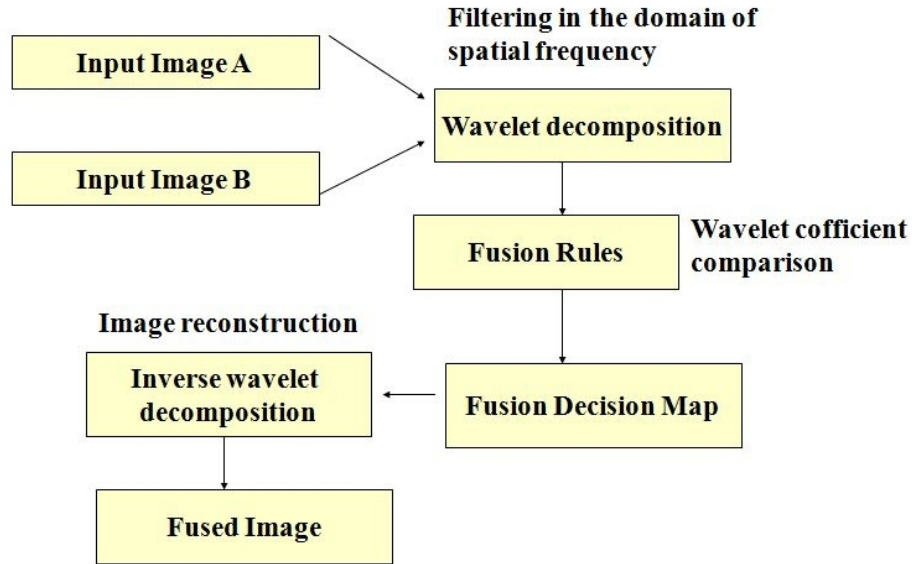 Input Image A
Input Image B
Filtering in the domain of
spatial frequency
Wavelet decomposition
Fusion Rules
Wavelet cofficient
comparison
Fusion Decision Map
Image reconstruction
Inverse wavelet
decomposition
Fused Image